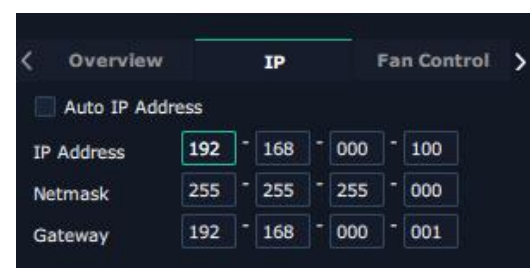 < Overview IP Fan Control >
Auto IP Address
IP Address 192 - 168 - 000 - 100
Netmask 255 - 255 - 255 - 000
Gateway 192 - 168 - 000 - 001